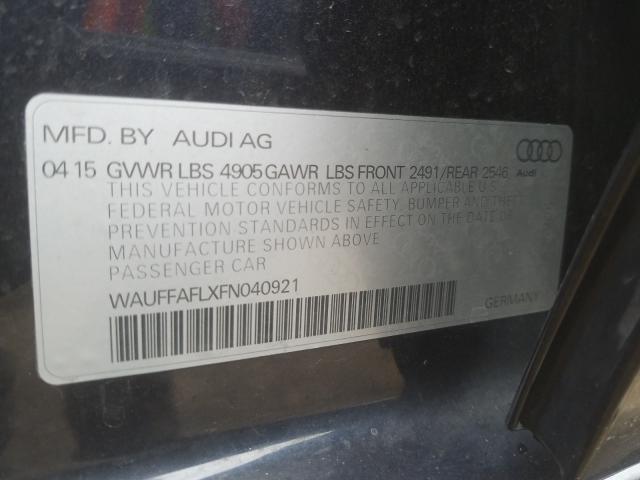 MFD. BY AUDI AG
04 15 GVWR LBS 4905 GAWR LBS FRONT 2491/REAR 2546 Audi
THIS VEHICLE CONFORMS TO ALL APPLICABLE U.S.
FEDERAL MOTOR VEHICLE SAFETY, BUMPER AND THEFT
PREVENTION STANDARDS IN EFFECT ON THE DATE OF
MANUFACTURE SHOWN ABOVE
PASSENGER CAR
WAUFFAFLXFN040921
GERMANY